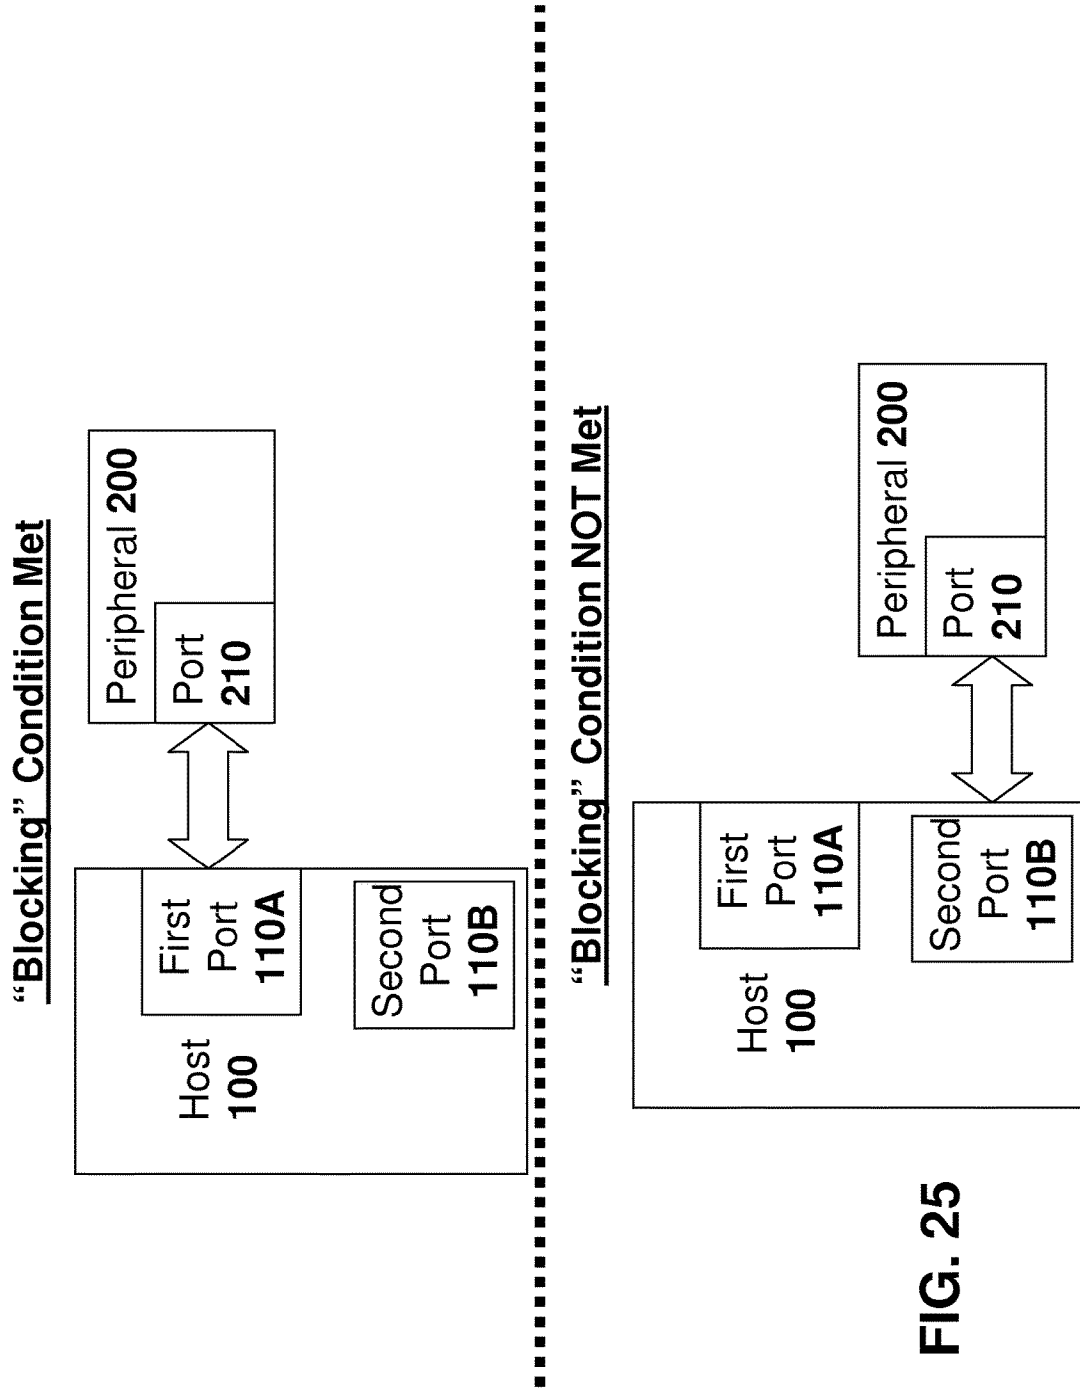 “Blocking” Condition Met
Host
100
First
Port
110A
Second
Port
110B
Peripheral 200
Port
210
“Blocking” Condition NOT Met
Host
100
First
Port
110A
Second
Port
110B
Peripheral 200
Port
210
FIG. 25